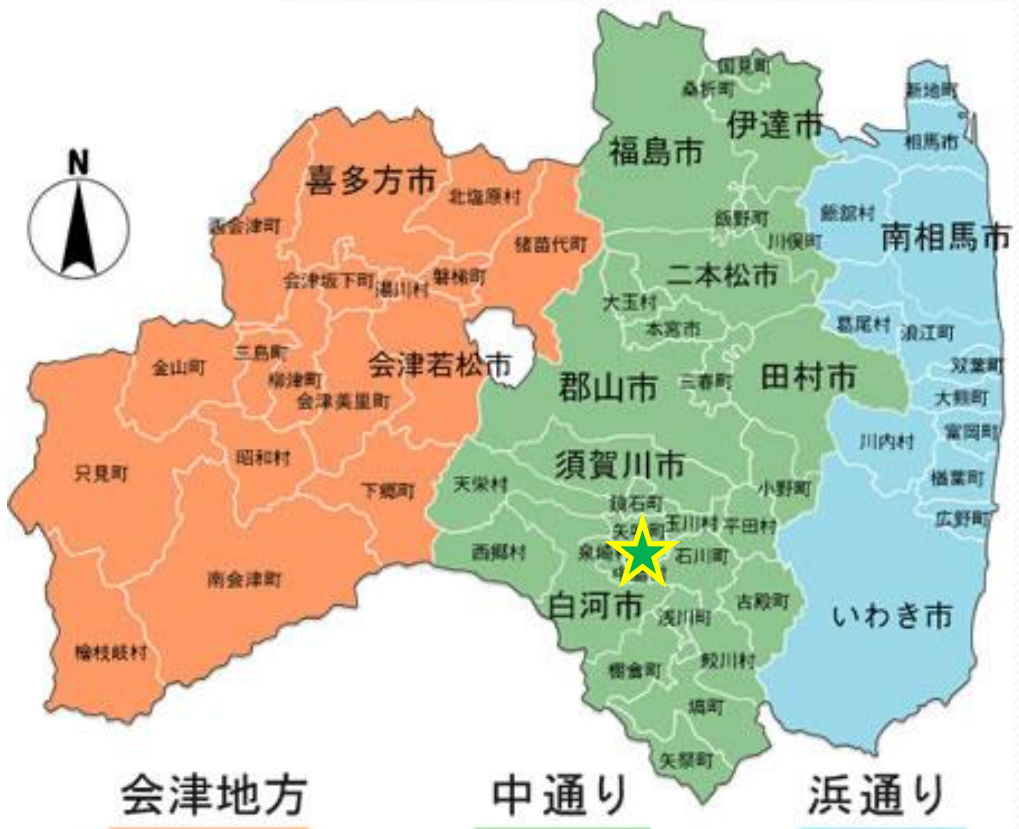 国見町
桑折町
新地町
伊達市
相馬市
福島市
喜多方市
北塩原村
飯舘村
西会津町
飯野町
川俣町
南相馬市
猪苗代町
二本松市
会津坂下町
湯川村
磐梯町
大玉村
本宮市
葛尾村
浪江町
三島町
金山町
会津若松市
双葉町
柳津町
郡山市
三春町
田村市
大熊町
会津美里町
富岡町
川内村
昭和村
須賀川市
只見町
下郷町
天栄村
小野町
楢葉町
鏡石町
広野町
玉川村
平田村
西郷村
石川町
南会津町
白河市
古殿町
浅川町
いわき市
檜枝岐村
棚倉町
鮫川村
塙町
矢祭町
N
会津地方
中通り
浜通り